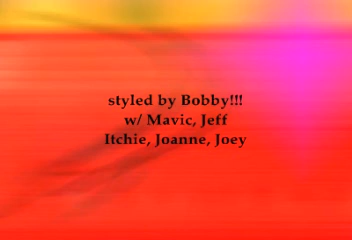 styled by Bobby!!!
w/ Mavic, Jeff
Itchie, Joanne, Joey